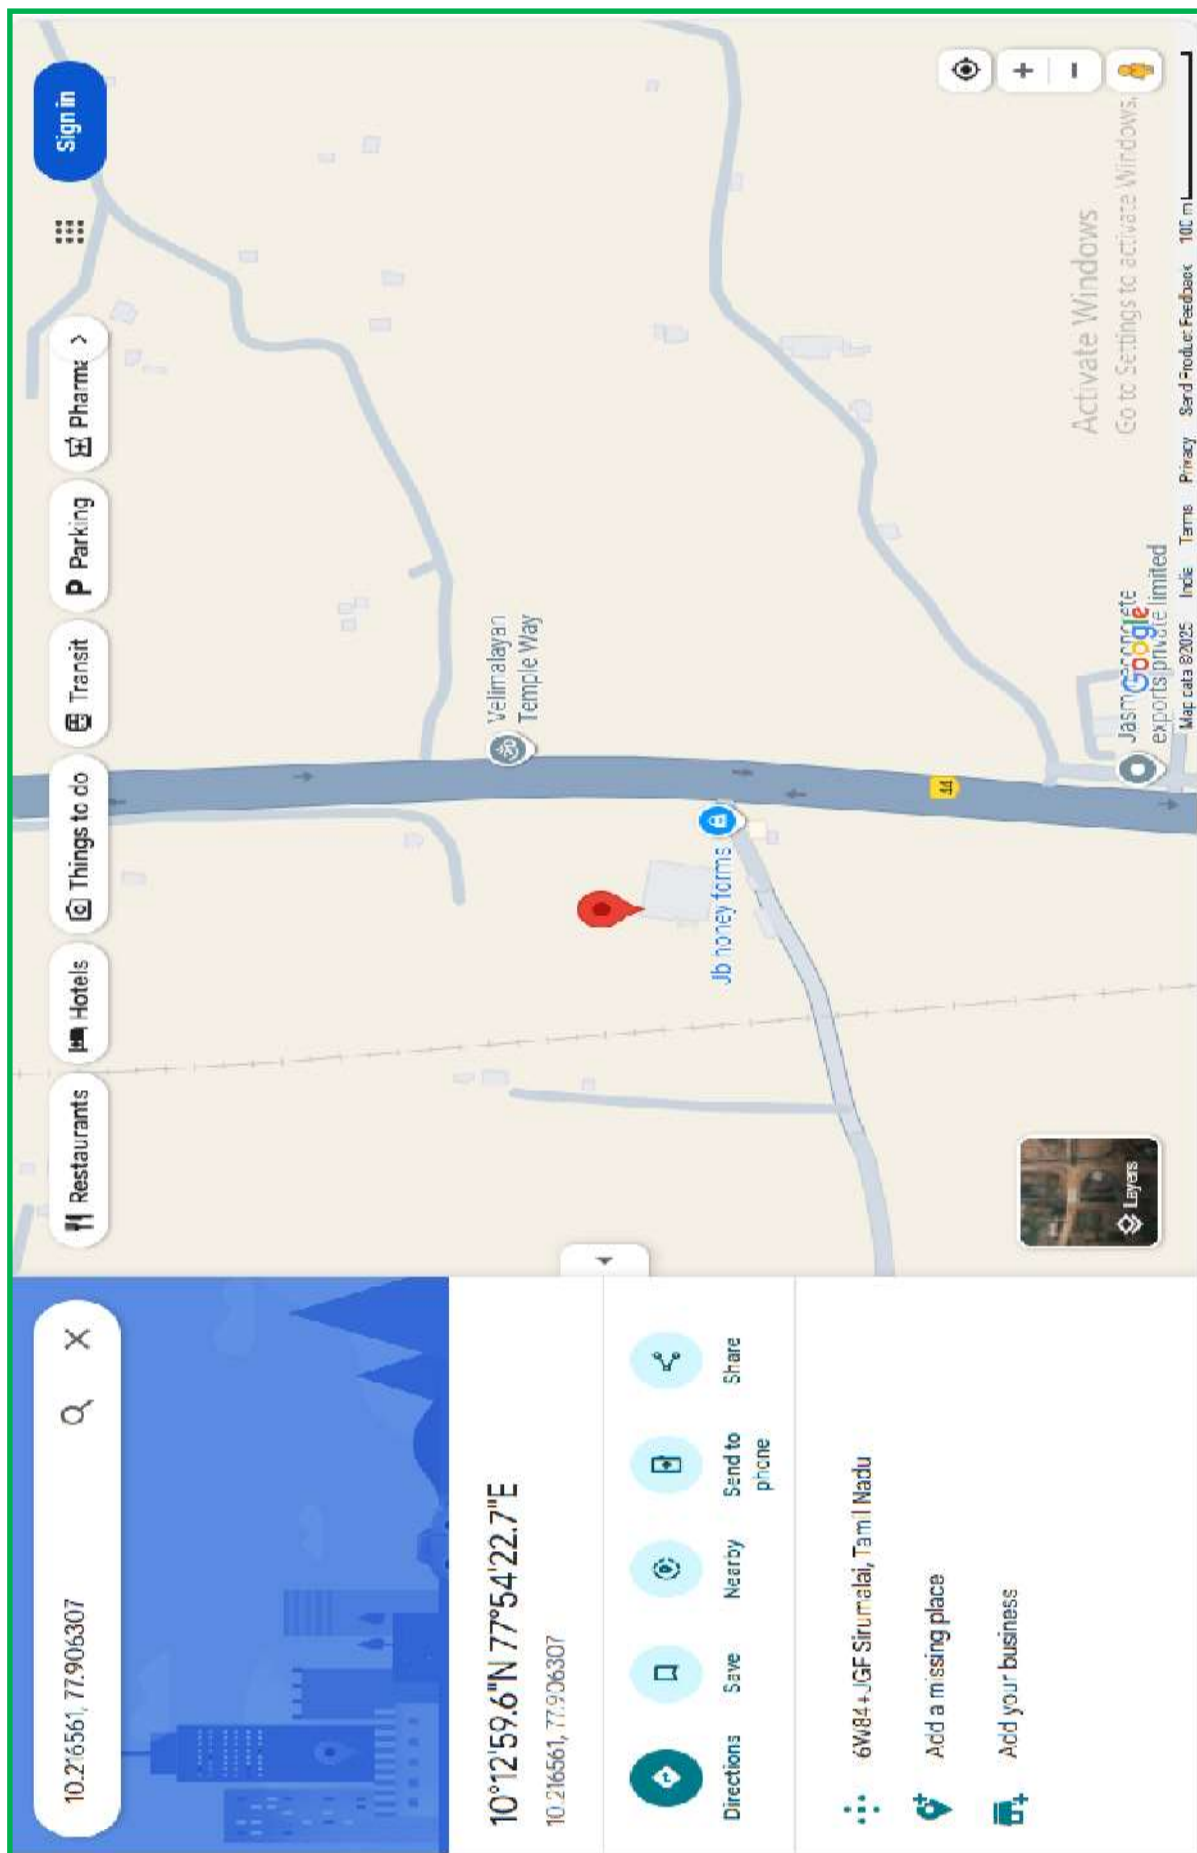 10.216561, 77.906307
Restaurants
Hotels
Things to do
Transit
Parking
Pharma
Sign in
10°12'59.6"N 77°54'22.7"E
10.216561, 77.906307
Directions
Save
Nearby
Send to
phone
Share
6W84+JGF Sirumalai, Tamil Nadu
Add a missing place
Add your business
Velimalayan
Temple Way
Jb honey forms
44
exports private limited
Google
Layers
Activate Windows
Go to Settings to activate Windows.
Map data ©2025 India Terms Privacy Send Product Feedback 100 m